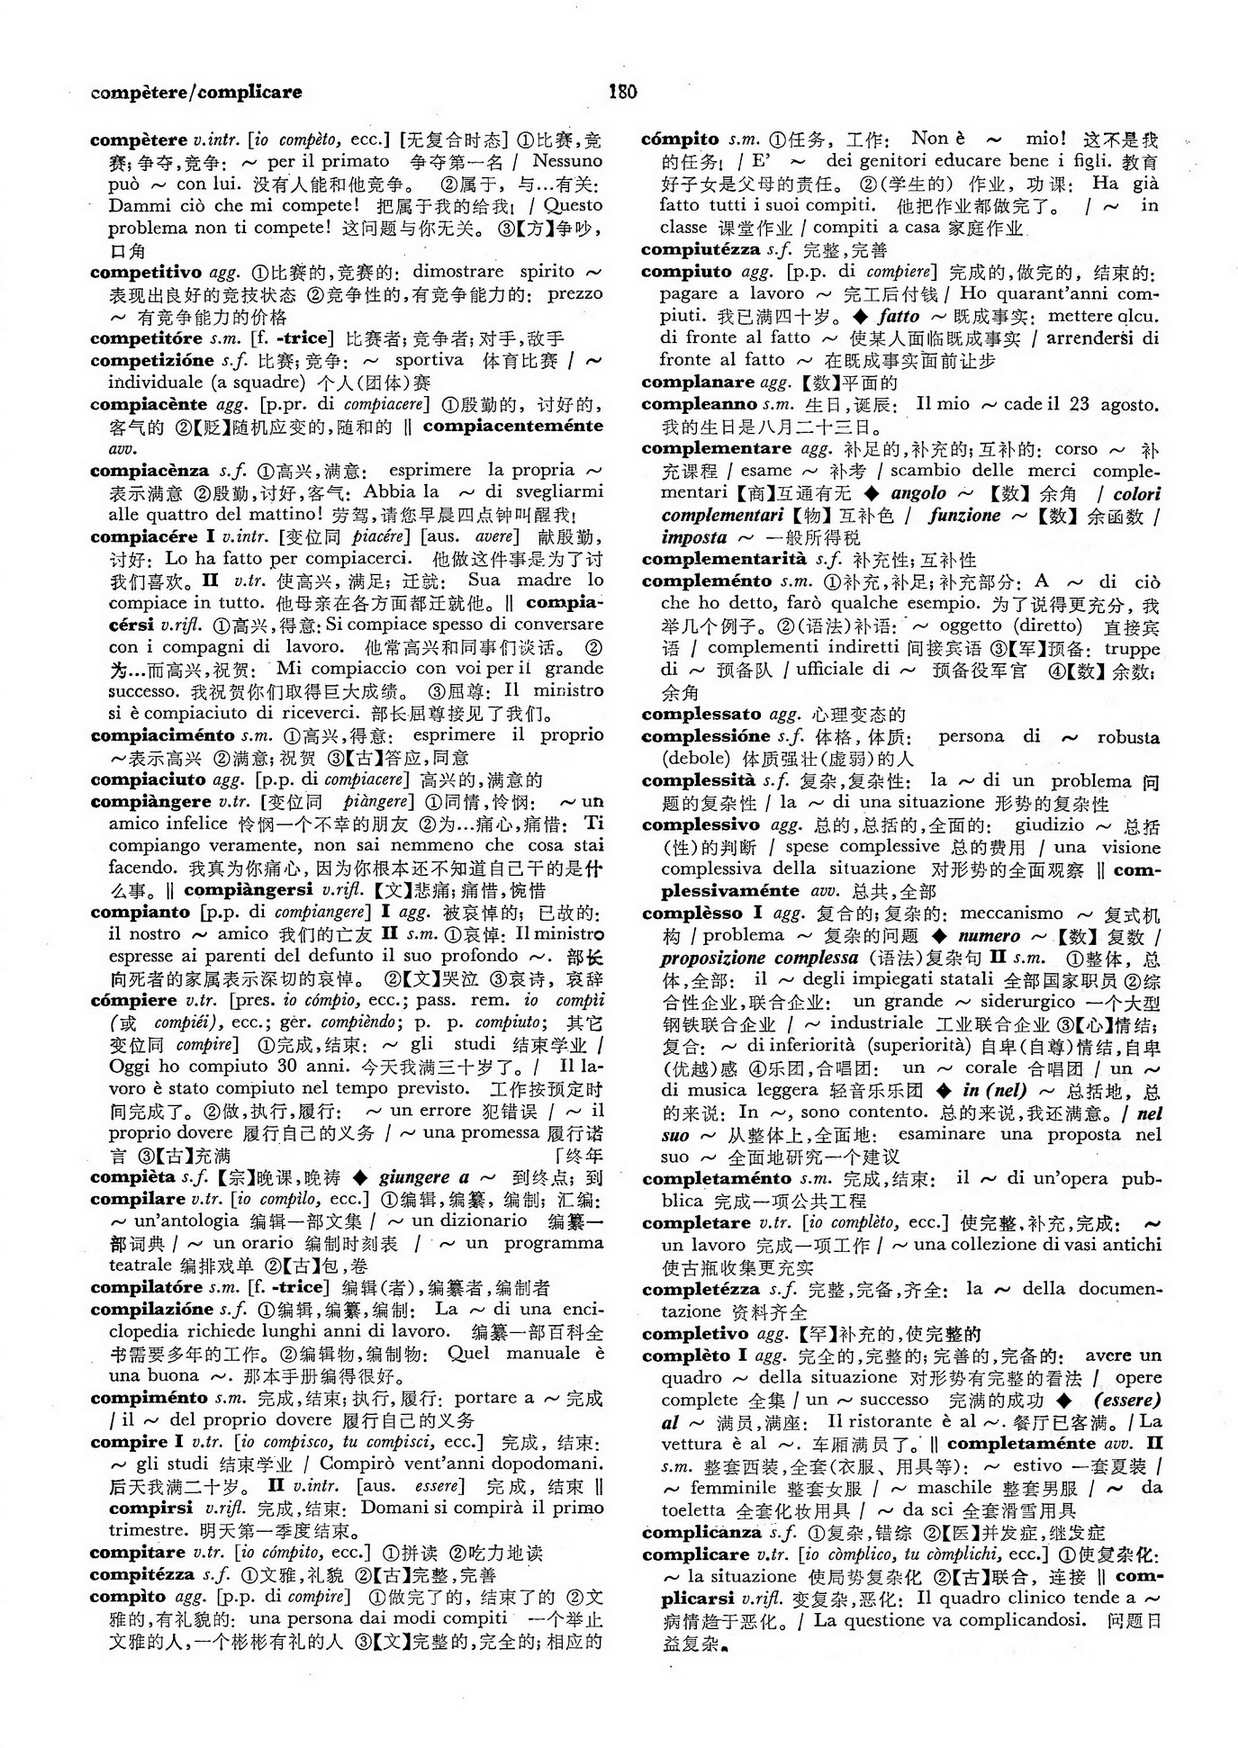 compètere/complicare
180
compètere v.intr. [io compèto, ecc.] [无复合时态] ①比赛,竞
赛;争夺,竞争: ～ per il primato 争夺第一名 / Nessuno
può ～ con lui. 没有人能和他竞争。 ②属于, 与…有关:
Dammi ciò che mi compete! 把属于我的给我! / Questo
problema non ti compete! 这问题与你无关。 ③【方】争吵,
口角
competitivo agg. ①比赛的,竞赛的: dimostrare spirito ～
表现出良好的竞技状态 ②竞争性的,有竞争能力的: prezzo
～ 有竞争能力的价格
competitóre s.m. [f. -trice] 比赛者;竞争者;对手,敌手
competizióne s.f. 比赛;竞争: ～ sportiva 体育比赛 / ～
individuale (a squadre) 个人(团体)赛
compiacènte agg. [p.pr. di compiacere] ①殷勤的, 讨好的,
客气的 ②【贬】随机应变的,随和的 ‖ compiacenteménte
avv.
compiacènza s.f. ①高兴,满意: esprimere la propria ～
表示满意 ②殷勤,讨好,客气: Abbia la ～ di svegliarmi
alle quattro del mattino! 劳驾,请您早晨四点钟叫醒我!
compiacére I v.intr. [变位同 piacére] [aus. avere] 献殷勤,
讨好: Lo ha fatto per compiacerci. 他做这件事是为了讨
我们喜欢。II v.tr. 使高兴, 满足; 迁就: Sua madre lo
compiace in tutto. 他母亲在各方面都迁就他。‖ compia-
cérsi v.rifl. ①高兴,得意: Si compiace spesso di conversare
con i compagni di lavoro. 他常高兴和同事们谈话。 ②
为…而高兴,祝贺: Mi compiaccio con voi per il grande
successo. 我祝贺你们取得巨大成绩。 ③屈尊: Il ministro
si è compiaciuto di riceverci. 部长屈尊接见了我们。
compiaciménto s.m. ①高兴,得意: esprimere il proprio
～表示高兴 ②满意;祝贺 ③【古】答应,同意
compiaciuto agg. [p.p. di compiacere] 高兴的,满意的
compiàngere v.tr. [变位同 piàngere] ①同情,怜悯: ～ un
amico infelice 怜悯一个不幸的朋友 ②为…痛心,痛惜: Ti
compiango veramente, non sai nemmeno che cosa stai
facendo. 我真为你痛心, 因为你根本还不知道自己干的是什
么事。‖ compiàngersi v.rifl. 【文】悲痛;痛惜,惋惜
compianto [p.p. di compiangere] I agg. 被哀悼的; 已故的:
il nostro ～ amico 我们的亡友 II s.m. ①哀悼: Il ministro
espresse ai parenti del defunto il suo profondo ～. 部长
向死者的家属表示深切的哀悼。 ②【文】哭泣 ③哀诗, 哀辞
cómpiere v.tr. [pres. io cómpio, ecc.; pass. rem. io compìi
(或 compiéi), ecc.; ger. compièndo; p. p. compiuto; 其它
变位同 compire] ①完成,结束: ～ gli studi 结束学业 /
Oggi ho compiuto 30 anni. 今天我满三十岁了。/ Il la-
voro è stato compiuto nel tempo previsto. 工作按预定时
间完成了。②做,执行,履行: ～ un errore 犯错误 / ～ il
proprio dovere 履行自己的义务 / ～ una promessa 履行诺
言 ③【古】充满 「终年
compièta s.f. 【宗】晚课,晚祷 ◆ giungere a ～ 到终点; 到
compilare v.tr. [io compìlo, ecc.] ①编辑,编纂, 编制; 汇编:
～ un'antologia 编辑一部文集 / ～ un dizionario 编纂一
部词典 / ～ un orario 编制时刻表 / ～ un programma
teatrale 编排戏单 ②【古】包,卷
compilatóre s.m. [f. -trice] 编辑(者),编纂者,编制者
compilazióne s.f. ①编辑,编纂,编制: La ～ di una enci-
clopedia richiede lunghi anni di lavoro. 编纂一部百科全
书需要多年的工作。②编辑物,编制物: Quel manuale è
una buona ～. 那本手册编得很好。
compiménto s.m. 完成,结束;执行,履行: portare a ～ 完成
/ il ～ del proprio dovere 履行自己的义务
compire I v.tr. [io compisco, tu compisci, ecc.] 完成, 结束:
～ gli studi 结束学业 / Compirò vent'anni dopodomani.
后天我满二十岁。 II v.intr. [aus. essere] 完成, 结束 ‖
compirsi v.rifl. 完成,结束: Domani si compirà il primo
trimestre. 明天第一季度结束。
compitare v.tr. [io cómpito, ecc.] ①拼读 ②吃力地读
compitézza s.f. ①文雅,礼貌 ②【古】完整,完善
compìto agg. [p.p. di compire] ①做完了的, 结束了的 ②文
雅的,有礼貌的: una persona dai modi compiti 一个举止
文雅的人,一个彬彬有礼的人 ③【文】完整的,完全的;相应的
cómpito s.m. ①任务, 工作: Non è ～ mio! 这不是我
的任务! / E' ～ dei genitori educare bene i figli. 教育
好子女是父母的责任。 ②(学生的) 作业, 功课: Ha già
fatto tutti i suoi compiti. 他把作业都做完了。 / ～ in
classe 课堂作业 / compiti a casa 家庭作业
compiutézza s.f. 完整,完善
compiuto agg. [p.p. di compiere] 完成的,做完的, 结束的:
pagare a lavoro ～ 完工后付钱 / Ho quarant'anni com-
piuti. 我已满四十岁。◆ fatto ～ 既成事实: mettere qlcu.
di fronte al fatto ～ 使某人面临既成事实 / arrendersi di
fronte al fatto ～ 在既成事实面前让步
complanare agg. 【数】平面的
compleanno s.m. 生日,诞辰: Il mio ～ cade il 23 agosto.
我的生日是八月二十三日。
complementare agg. 补足的,补充的;互补的: corso ～ 补
充课程 / esame ～ 补考 / scambio delle merci comple-
mentari 【商】互通有无 ◆ angolo ～ 【数】余角 / colori
complementari 【物】互补色 / funzione ～ 【数】余函数 /
imposta ～ 一般所得税
complementarità s.f. 补充性;互补性
compleménto s.m. ①补充,补足;补充部分: A ～ di ciò
che ho detto, farò qualche esempio. 为了说得更充分, 我
举几个例子。②(语法)补语: ～ oggetto (diretto) 直接宾
语 / complementi indiretti 间接宾语 ③【军】预备: truppe
di ～ 预备队 / ufficiale di ～ 预备役军官 ④【数】余数;
余角
complessato agg. 心理变态的
complessióne s.f. 体格, 体质: persona di ～ robusta
(debole) 体质强壮(虚弱)的人
complessità s.f. 复杂,复杂性: la ～ di un problema 问
题的复杂性 / la ～ di una situazione 形势的复杂性
complessivo agg. 总的,总括的,全面的: giudizio ～ 总括
(性)的判断 / spese complessive 总的费用 / una visione
complessiva della situazione 对形势的全面观察 ‖ com-
plessivaménte avv. 总共,全部
complèsso I agg. 复合的;复杂的: meccanismo ～ 复式机
构 / problema ～ 复杂的问题 ◆ numero ～ 【数】复数 /
proposizione complessa (语法)复杂句 II s.m. ①整体, 总
体,全部: il ～ degli impiegati statali 全部国家职员 ②综
合性企业,联合企业: un grande ～ siderurgico 一个大型
钢铁联合企业 / ～ industriale 工业联合企业 ③【心】情结;
复合: ～ di inferiorità (superiorità) 自卑(自尊)情结,自卑
(优越)感 ④乐团,合唱团: un ～ corale 合唱团 / un ～
di musica leggera 轻音乐乐团 ◆ in (nel) ～ 总括地, 总
的来说: In ～, sono contento. 总的来说,我还满意。/ nel
suo ～ 从整体上,全面地: esaminare una proposta nel
suo ～ 全面地研究一个建议
completaménto s.m. 完成,结束: il ～ di un'opera pub-
blica 完成一项公共工程
completare v.tr. [io complèto, ecc.] 使完整,补充,完成: ～
un lavoro 完成一项工作 / ～ una collezione di vasi antichi
使古瓶收集更充实
completézza s.f. 完整,完备,齐全: la ～ della documen-
tazione 资料齐全
completivo agg. 【罕】补充的,使完整的
complèto I agg. 完全的,完整的;完善的,完备的: avere un
quadro ～ della situazione 对形势有完整的看法 / opere
complete 全集 / un ～ successo 完满的成功 ◆ (essere)
al ～ 满员,满座: Il ristorante è al ～. 餐厅已客满。/ La
vettura è al ～. 车厢满员了。‖ completaménte avv. II
s.m. 整套西装,全套(衣服、用具等): ～ estivo 一套夏装 /
～ femminile 整套女服 / ～ maschile 整套男服 / ～ da
toeletta 全套化妆用具 / ～ da sci 全套滑雪用具
complicanza s.f. ①复杂,错综 ②【医】并发症,继发症
complicare v.tr. [io còmplico, tu còmplichi, ecc.] ①使复杂化:
～ la situazione 使局势复杂化 ②【古】联合, 连接 ‖ com-
plicarsi v.rifl. 变复杂,恶化: Il quadro clinico tende a ～
病情趋于恶化。/ La questione va complicandosi. 问题日
益复杂。